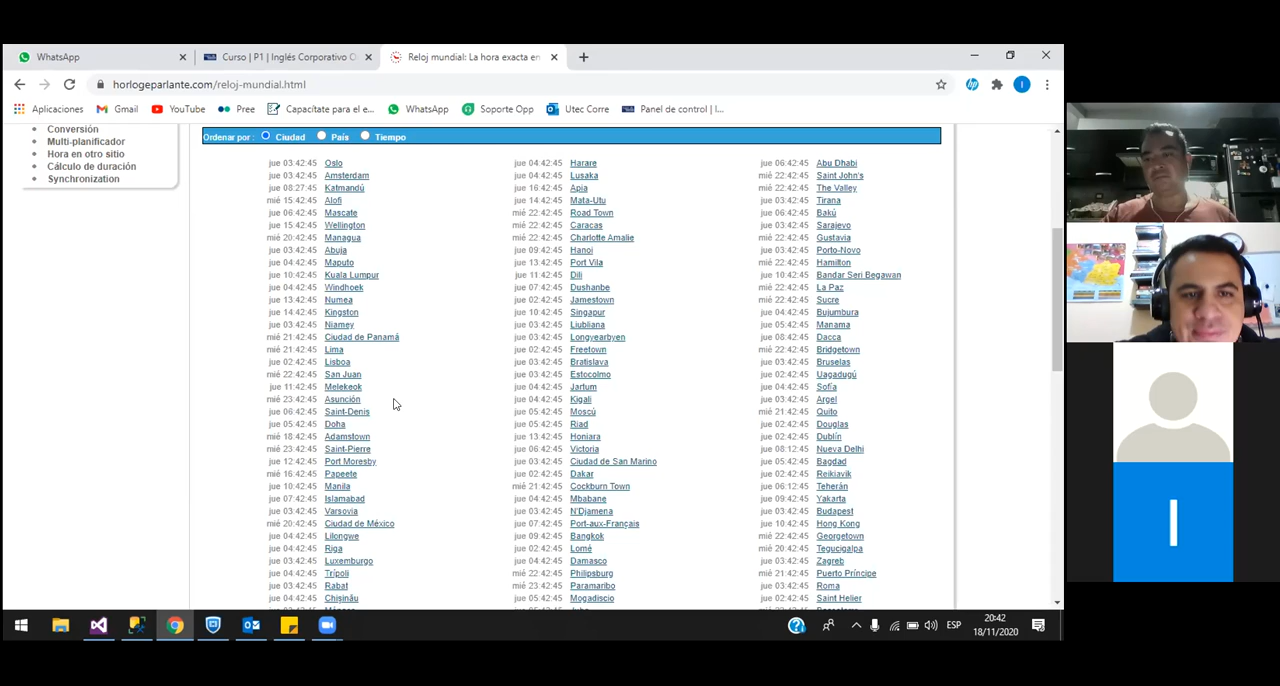 WhatsApp
Curso | P1 | Inglés Corporativo O
Reloj mundial: La hora exacta en
horlogeparlante.com/reloj-mundial.html
Aplicaciones
Gmail
YouTube
Pree
Capacítate para el e...
WhatsApp
Soporte Opp
Utec Corre
Panel de control | I...
Conversión
Multi-planificador
Hora en otro sitio
Cálculo de duración
Synchronization
Ordenar por : Ciudad País Tiempo
jue 03:42:45 Oslo jue 04:42:45 Harare jue 06:42:45 Abu Dhabi
jue 03:42:45 Amsterdam jue 04:42:45 Lusaka mié 22:42:45 Saint John's
jue 08:27:45 Katmandú jue 16:42:45 Apia mié 22:42:45 The Valley
mié 15:42:45 Alofi jue 14:42:45 Mata-Utu jue 03:42:45 Tirana
jue 06:42:45 Mascate mié 22:42:45 Road Town jue 06:42:45 Bakú
jue 15:42:45 Wellington mié 22:42:45 Caracas jue 03:42:45 Sarajevo
mié 20:42:45 Managua mié 22:42:45 Charlotte Amalie mié 22:42:45 Gustavia
jue 03:42:45 Abuja jue 09:42:45 Hanoi jue 03:42:45 Porto-Novo
jue 04:42:45 Maputo jue 13:42:45 Port Vila mié 22:42:45 Hamilton
jue 10:42:45 Kuala Lumpur jue 11:42:45 Dili jue 10:42:45 Bandar Seri Begawan
jue 04:42:45 Windhoek jue 07:42:45 Dushanbe mié 22:42:45 La Paz
jue 13:42:45 Numea jue 02:42:45 Jamestown mié 22:42:45 Sucre
jue 14:42:45 Kingston jue 10:42:45 Singapur jue 04:42:45 Bujumbura
jue 03:42:45 Niamey jue 03:42:45 Liubliana jue 05:42:45 Manama
mié 21:42:45 Ciudad de Panamá jue 03:42:45 Longyearbyen jue 08:42:45 Dacca
mié 21:42:45 Lima jue 02:42:45 Freetown mié 22:42:45 Bridgetown
jue 02:42:45 Lisboa jue 03:42:45 Bratislava jue 03:42:45 Bruselas
mié 22:42:45 San Juan jue 03:42:45 Estocolmo jue 02:42:45 Uagadugú
jue 11:42:45 Melekeok jue 04:42:45 Jartum jue 04:42:45 Sofía
mié 23:42:45 Asunción jue 04:42:45 Kigali jue 03:42:45 Argel
jue 06:42:45 Saint-Denis jue 05:42:45 Moscú mié 21:42:45 Quito
jue 05:42:45 Doha jue 05:42:45 Riad jue 02:42:45 Douglas
mié 18:42:45 Adamstown jue 13:42:45 Honiara jue 02:42:45 Dublín
mié 23:42:45 Saint-Pierre jue 06:42:45 Victoria jue 08:12:45 Nueva Delhi
jue 12:42:45 Port Moresby jue 03:42:45 Ciudad de San Marino jue 05:42:45 Bagdad
mié 16:42:45 Papeete jue 02:42:45 Dakar jue 02:42:45 Reikiavik
jue 10:42:45 Manila mié 21:42:45 Cockburn Town jue 06:12:45 Teherán
jue 07:42:45 Islamabad jue 04:42:45 Mbabane jue 09:42:45 Yakarta
jue 03:42:45 Varsovia jue 03:42:45 N'Djamena jue 03:42:45 Budapest
mié 20:42:45 Ciudad de México jue 07:42:45 Port-aux-Français jue 10:42:45 Hong Kong
jue 04:42:45 Lilongwe jue 09:42:45 Bangkok mié 22:42:45 Georgetown
jue 04:42:45 Riga jue 02:42:45 Lomé mié 20:42:45 Tegucigalpa
jue 03:42:45 Luxemburgo jue 04:42:45 Damasco jue 03:42:45 Zagreb
jue 04:42:45 Trípoli mié 22:42:45 Philipsburg mié 21:42:45 Puerto Príncipe
jue 03:42:45 Rabat mié 23:42:45 Paramaribo jue 03:42:45 Roma
jue 04:42:45 Chişinău jue 05:42:45 Mogadiscio jue 02:42:45 Saint Helier
I
ESP
20:42
18/11/2020